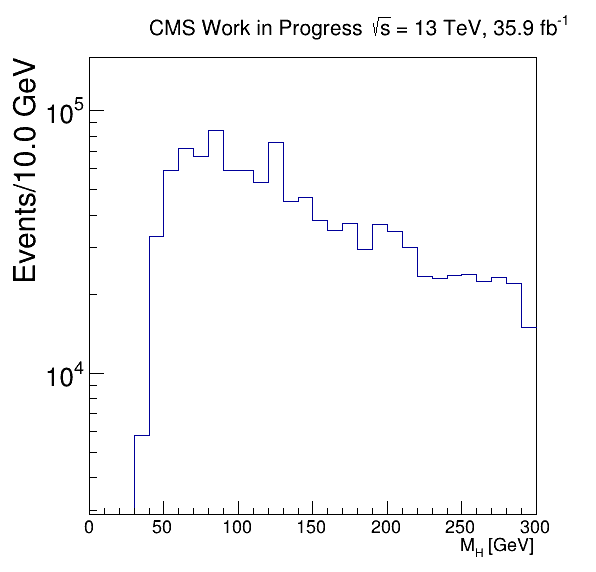 CMS Work in Progress √s = 13 TeV, 35.9 fb⁻¹
Events/10.0 GeV
10⁵
10⁴
0 50 100 150 200 250 300
M_H [GeV]